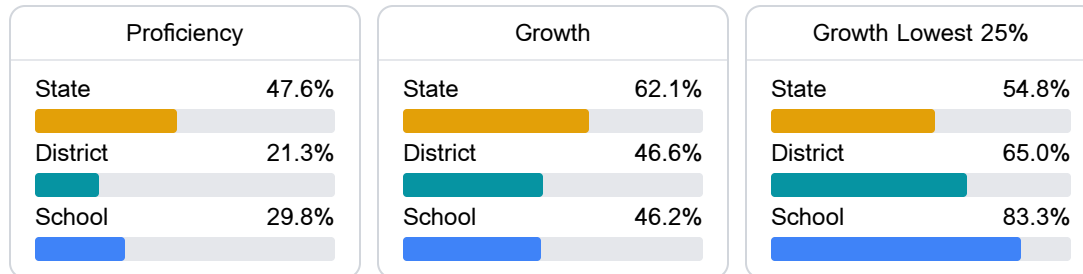 Proficiency
State 47.6%
District 21.3%
School 29.8%
Growth
State 62.1%
District 46.6%
School 46.2%
Growth Lowest 25%
State 54.8%
District 65.0%
School 83.3%